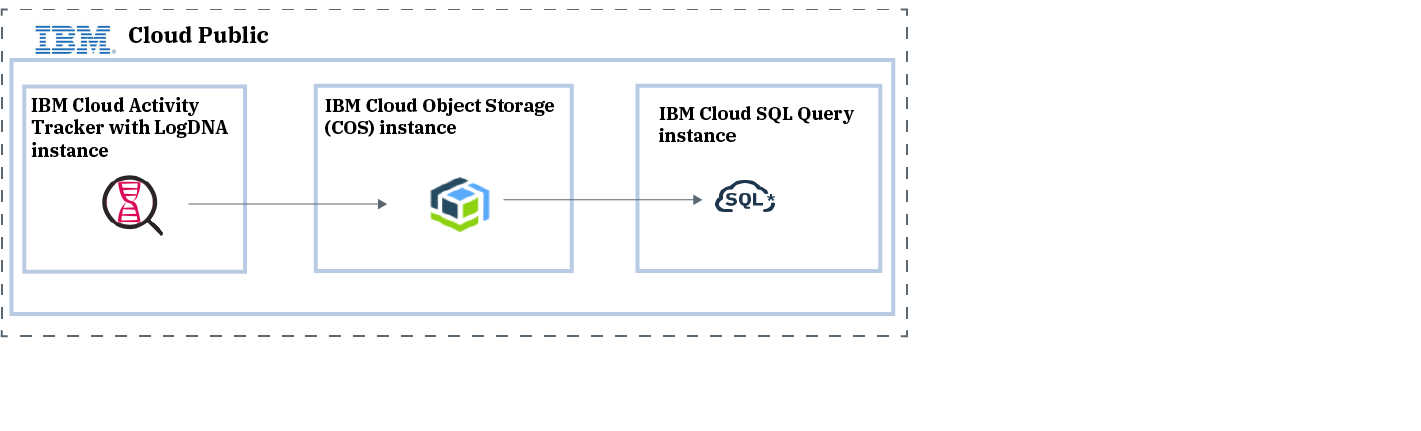 IBM® Cloud Public
IBM Cloud Activity
Tracker with LogDNA
instance
IBM Cloud Object Storage
(COS) instance
IBM Cloud SQL Query
instance
SQL*